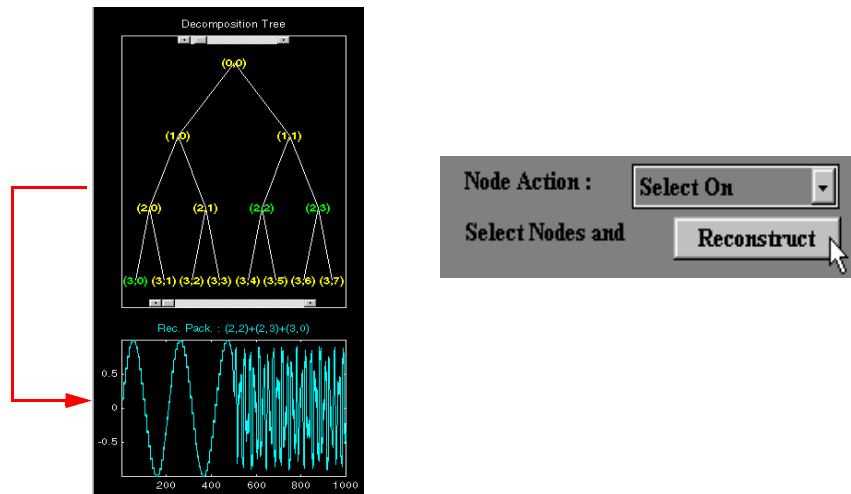 Decomposition Tree
(0,0)
(1,0) (1,1)
(2,0) (2,1) (2,2) (2,3)
(3,0) (3,1) (3,2) (3,3) (3,4) (3,5) (3,6) (3,7)
Rec. Pack. : (2,2)+(2,3)+(3,0)
0.5
0
-0.5
200 400 600 800 1000
Node Action : Select On
Select Nodes and Reconstruct